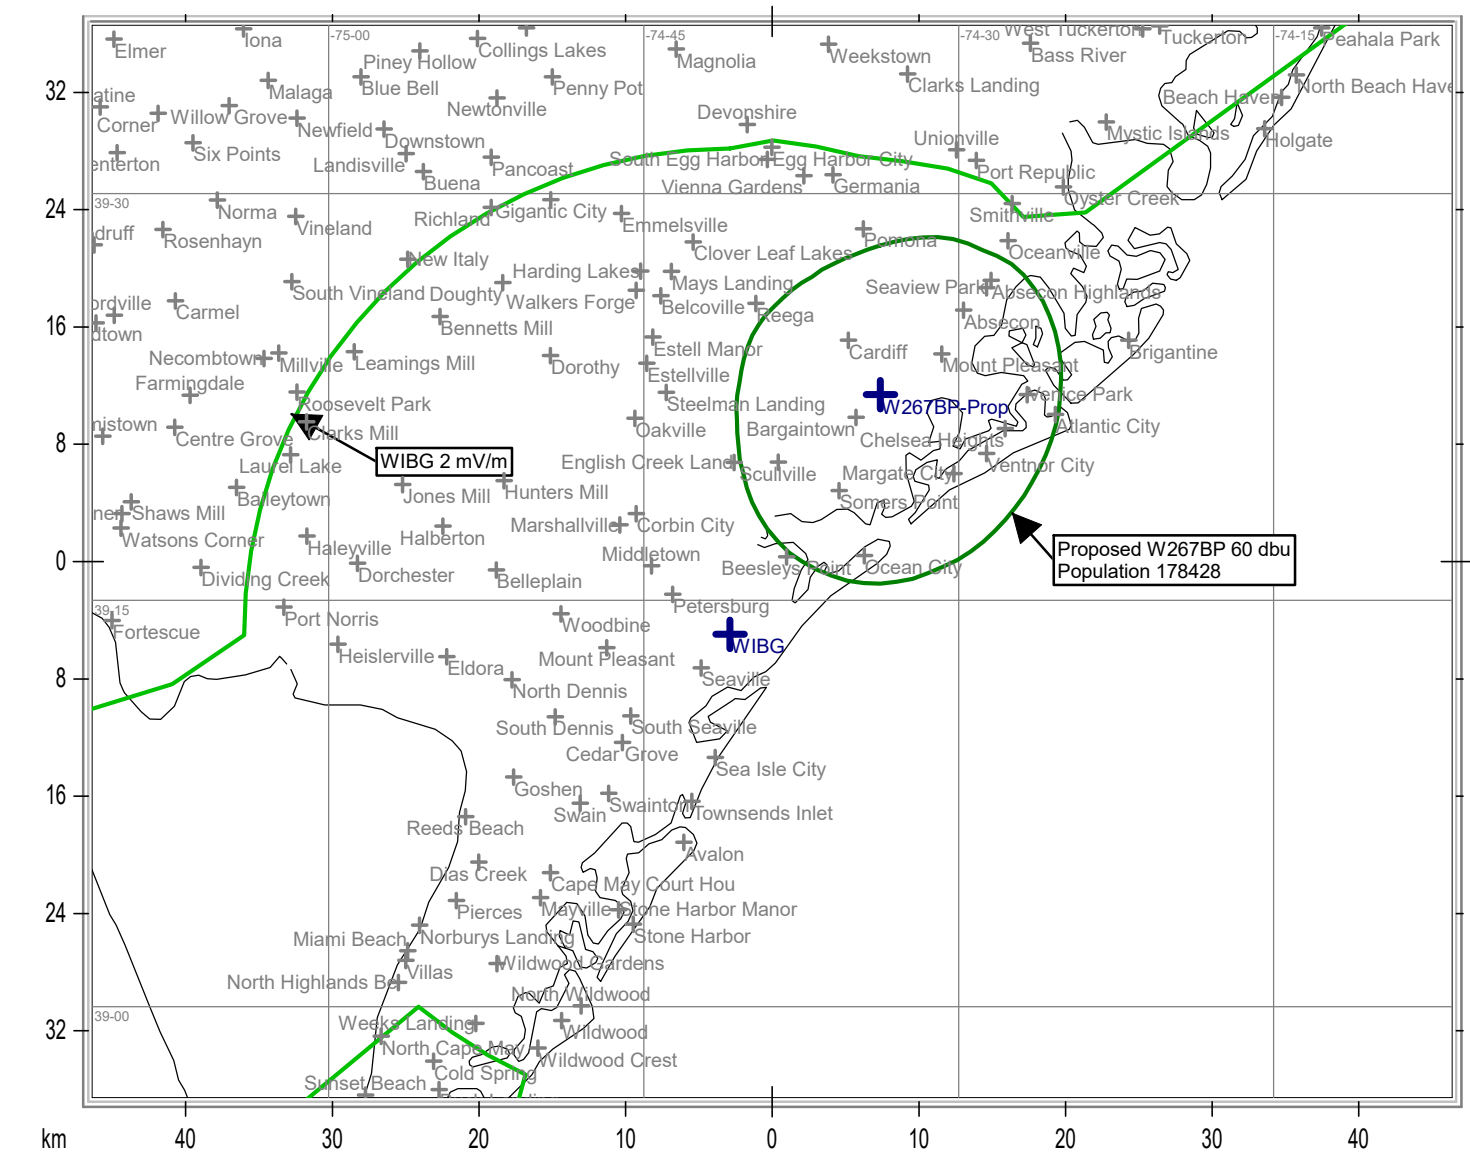 -75-00
-74-45
-74-30
-74-15
Elmer
Iona
Collings Lakes
Magnolia
Weekstown
West Tuckerton
Tuckerton
Peahala Park
Piney Hollow
Bass River
Malaga
Blue Bell
Penny Pot
Clarks Landing
North Beach Have
32
atine
Corner
Willow Grove
Newfield
Newtonville
Devonshire
Beach Haven
Mystic Islands
Holgate
Six Points
Downstown
Unionville
enterton
Landisville
Buena
Pancoast
South Egg Harbor
Egg Harbor City
Port Republic
Vienna Gardens
Germania
Oyster Creek
39-30
24
Norma
Vineland
Richland
Gigantic City
Emmelsville
Smithville
druff
Rosenhayn
Clover Leaf Lakes
Pomona
Oceanville
New Italy
Harding Lakes
Mays Landing
Seaview Park
Absecon Highlands
South Vineland
Doughty
Walkers Forge
Belcoville
Reega
ordville
Carmel
dtown
16
Bennetts Mill
Absecon
Necombtown
Millville
Leamings Mill
Dorothy
Estell Manor
Cardiff
Mount Pleasant
Brigantine
Farmingdale
Estellville
Roosevelt Park
Steelman Landing
W267BP-Prop
Venice Park
mistown
Centre Grove
Clarks Mill
Oakville
Bargaintown
Chelsea Heights
Atlantic City
8
Laurel Lake
WIBG 2 mV/m
English Creek Land
Scullville
Margate City
Ventnor City
Baileytown
Jones Mill
Hunters Mill
Somers Point
ner
Shaws Mill
Watsons Corner
Halberton
Marshallville
Corbin City
Haleyville
Middletown
Proposed W267BP 60 dbu
Population 178428
0
Dividing Creek
Dorchester
Belleplain
Beesleys Point
Ocean City
39-15
Fortescue
Port Norris
Woodbine
Petersburg
Heislerville
Eldora
Mount Pleasant
WIBG
8
North Dennis
Seaville
South Dennis
South Seaville
Cedar Grove
Sea Isle City
16
Goshen
Swain
Swainton
Townsends Inlet
Reeds Beach
Avalon
Dias Creek
Cape May Court Hou
24
Pierces
Mayville
Stone Harbor Manor
Miami Beach
Norburys Landing
Stone Harbor
Villas
Wildwood Gardens
North Highlands Be
North Wildwood
39-00
32
Weeks Landing
Wildwood
North Cape May
Wildwood Crest
Cold Spring
Sunset Beach
km
40
30
20
10
0
10
20
30
40